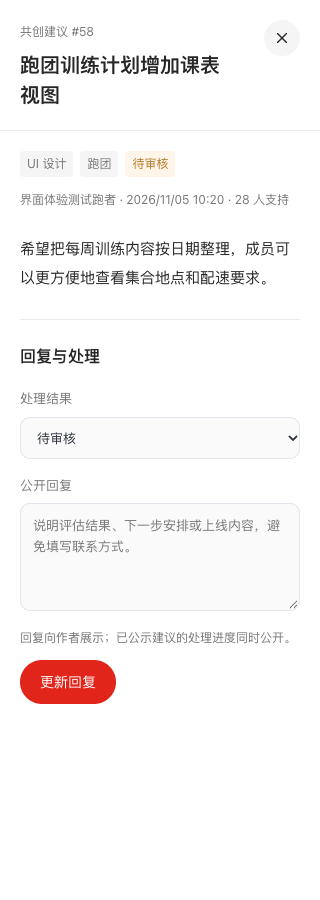 共创建议 #58
跑团训练计划增加课表
视图
UI 设计
跑团
待审核
界面体验测试跑者 · 2026/11/05 10:20 · 28 人支持
希望把每周训练内容按日期整理，成员可
以更方便地查看集合地点和配速要求。
回复与处理
处理结果
待审核
公开回复
说明评估结果、下一步安排或上线内容，避
免填写联系方式。
回复向作者展示；已公示建议的处理进度同时公开。
更新回复